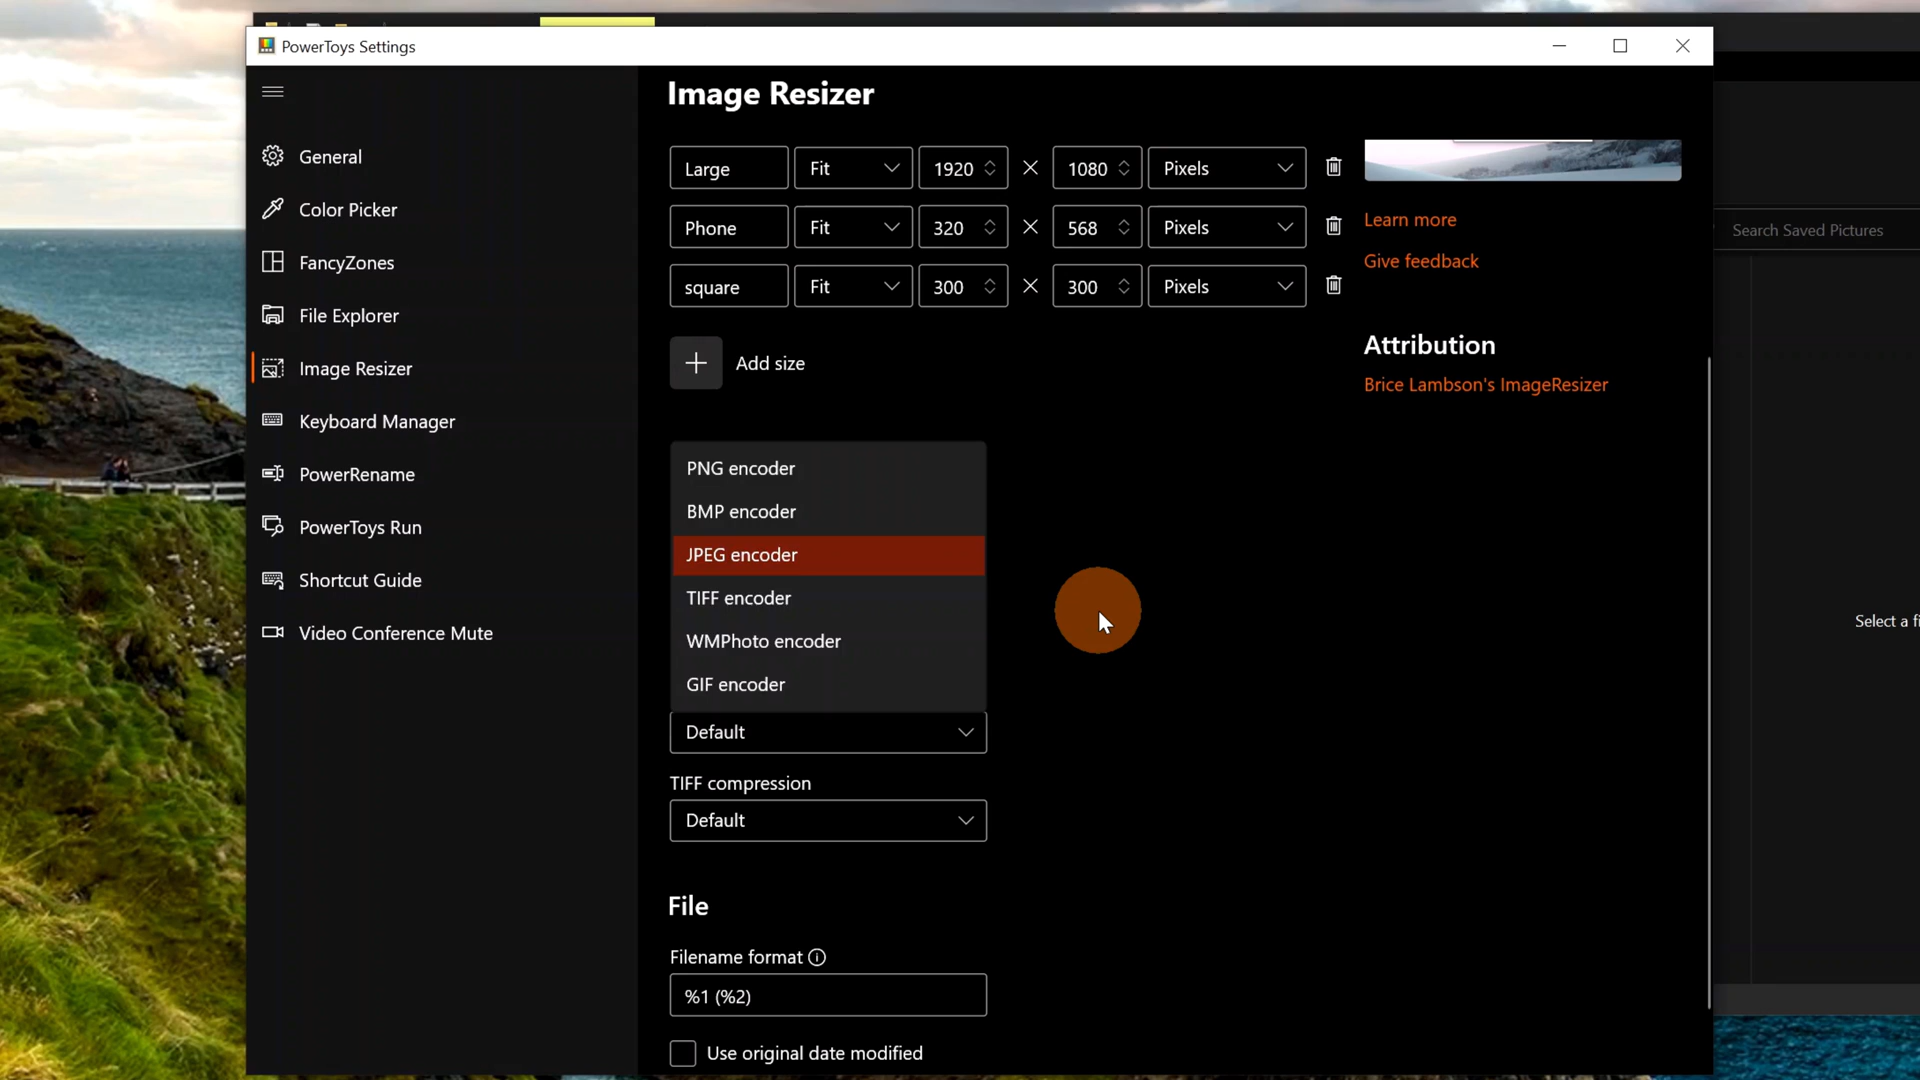 PowerToys Settings
Image Resizer
General
Color Picker
FancyZones
File Explorer
Image Resizer
Keyboard Manager
PowerRename
PowerToys Run
Shortcut Guide
Video Conference Mute
Large Fit 1920 1080 Pixels
Phone Fit 320 568 Pixels
square Fit 300 300 Pixels
Add size
PNG encoder
BMP encoder
JPEG encoder
TIFF encoder
WMPhoto encoder
GIF encoder
Default
TIFF compression
Default
File
Filename format
%1 (%2)
Use original date modified
Learn more
Give feedback
Attribution
Brice Lambson's ImageResizer
Search Saved Pictures
Select a fi